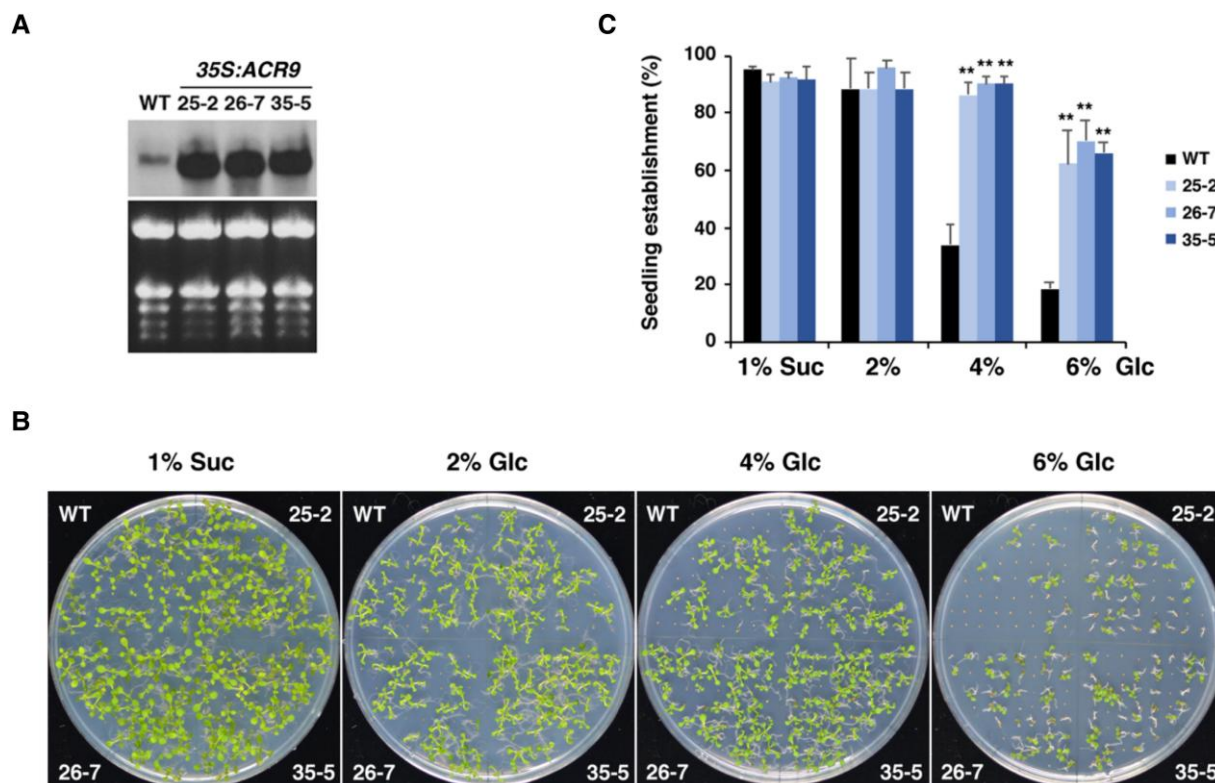 A
35S:ACR9
WT 25-2 26-7 35-5
C
Seedling establishment (%)
100
80
60
40
20
0
** ** **
** ** **
1% Suc 2% 4% 6% Glc
WT
25-2
26-7
35-5
B
1% Suc 2% Glc 4% Glc 6% Glc
WT 25-2 WT 25-2 WT 25-2 WT 25-2
26-7 35-5 26-7 35-5 26-7 35-5 26-7 35-5